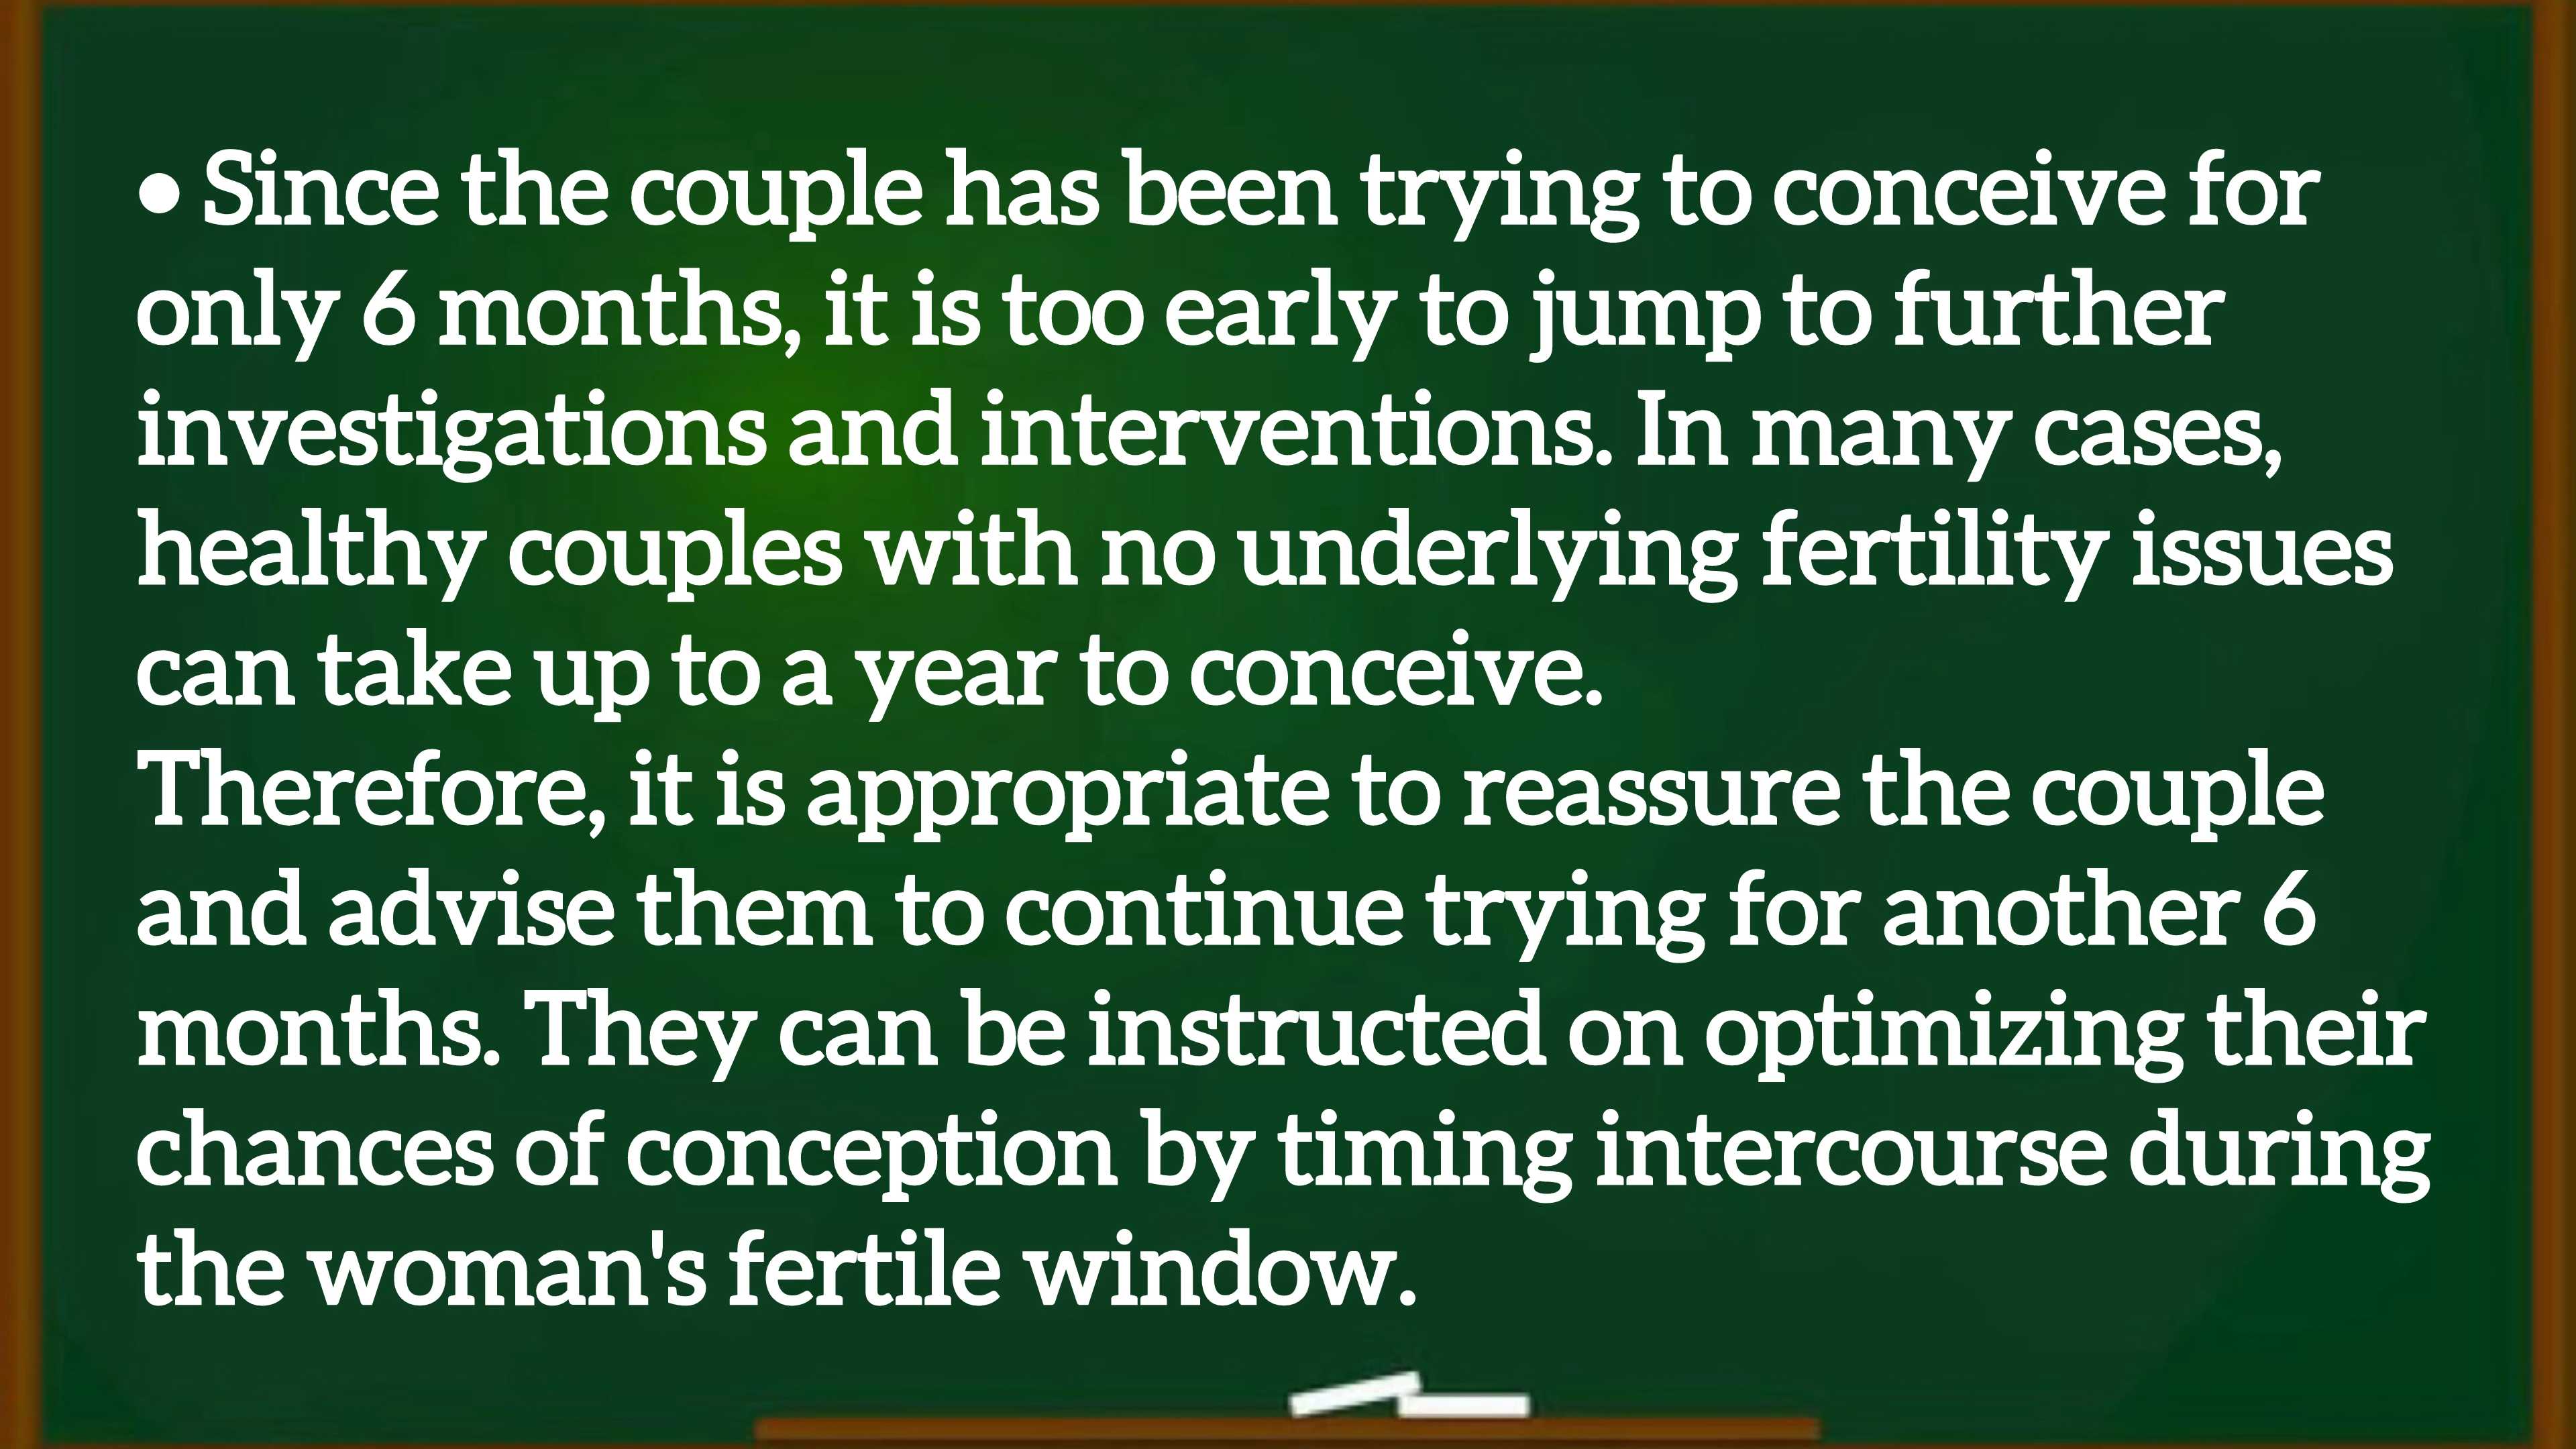 • Since the couple has been trying to conceive for
only 6 months, it is too early to jump to further
investigations and interventions. In many cases,
healthy couples with no underlying fertility issues
can take up to a year to conceive.
Therefore, it is appropriate to reassure the couple
and advise them to continue trying for another 6
months. They can be instructed on optimizing their
chances of conception by timing intercourse during
the woman's fertile window.